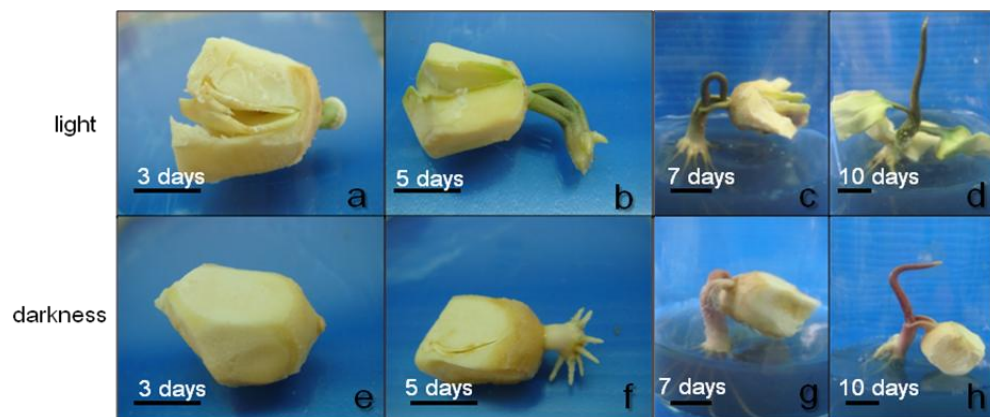 light
3 days
a
5 days
b
7 days
c
10 days
d
darkness
3 days
e
5 days
f
7 days
g
10 days
h